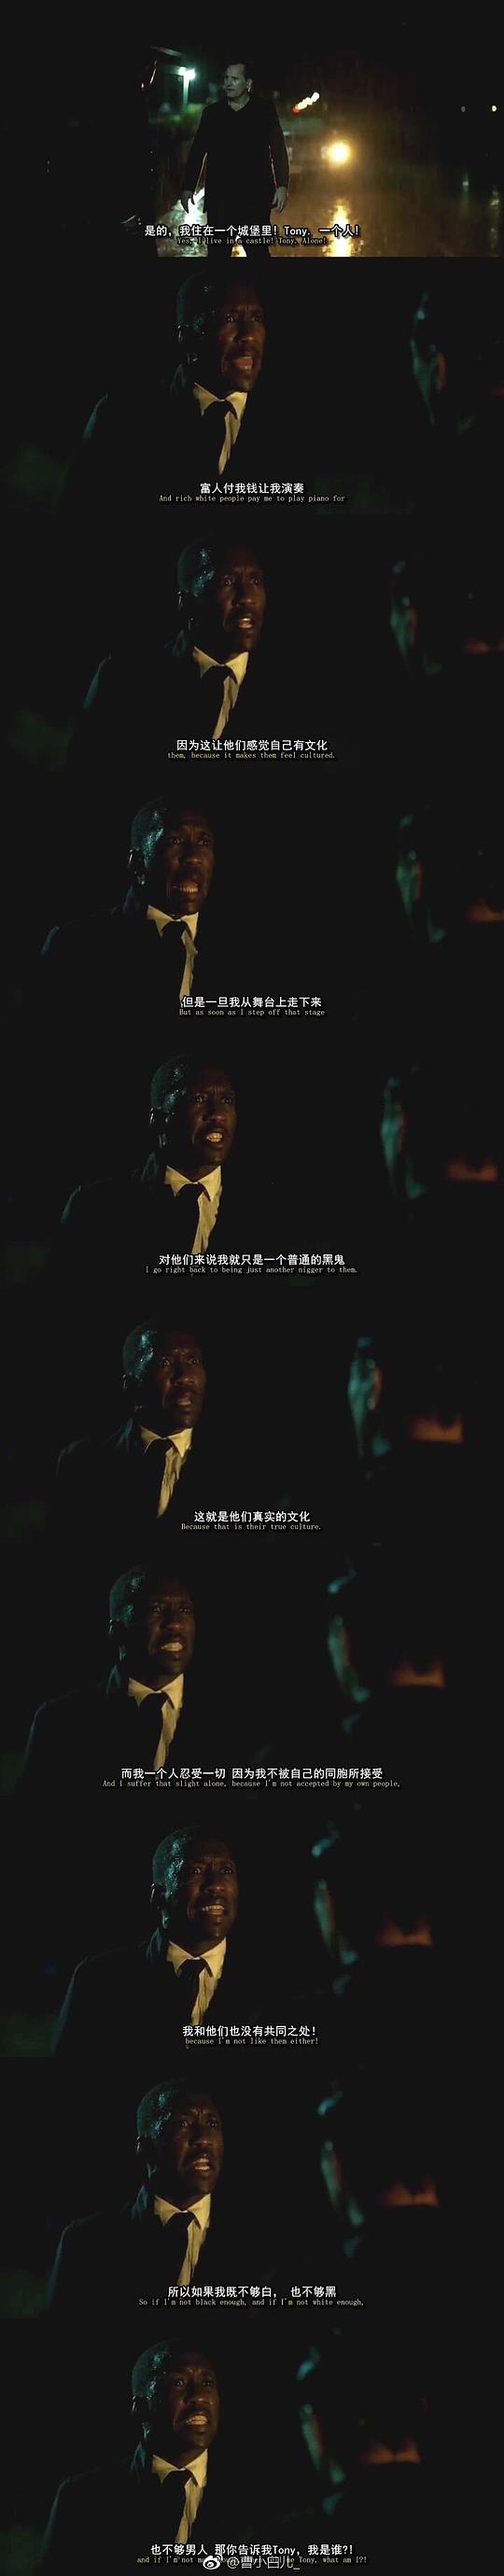 是的，我住在一个城堡里！Tony，一个人！
Yes, I live in a castle! Tony. Alone!
富人付我钱让我演奏
And rich white people pay me to play piano for
因为这让他们感觉自己有文化
them, because it makes them feel cultured.
但是一旦我从舞台上走下来
But as soon as I step off that stage
对他们来说我就只是一个普通的黑鬼
I go right back to being just another nigger to them.
这就是他们真实的文化
Because that is their true culture.
而我一个人忍受一切 因为我不被自己的同胞所接受
And I suffer that slight alone, because I'm not accepted by my own people,
我和他们也没有共同之处！
because I'm not like them either!
所以如果我既不够白， 也不够黑
So if I'm not black enough, and if I'm not white enough,
也不够男人 那你告诉我Tony，我是谁?!
and if I'm not me Tony, what am I?!
@曹小囧儿_